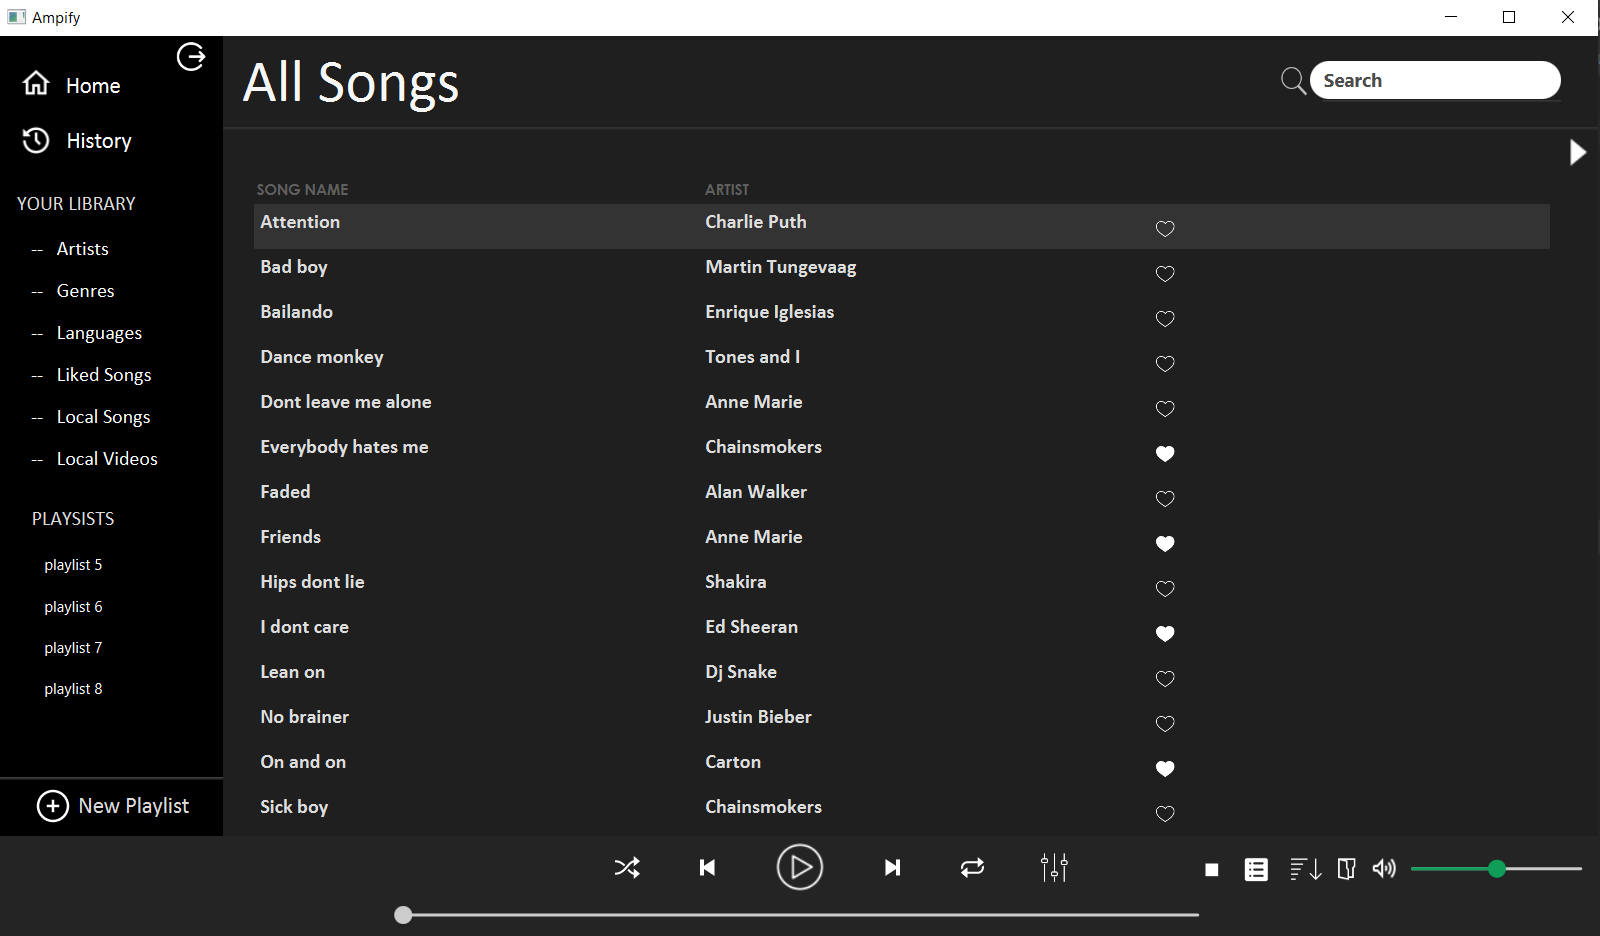 Ampify
Home
History
YOUR LIBRARY
-- Artists
-- Genres
-- Languages
-- Liked Songs
-- Local Songs
-- Local Videos
PLAYSISTS
playlist 5
playlist 6
playlist 7
playlist 8
New Playlist
All Songs
Search
SONG NAME ARTIST
Attention Charlie Puth
Bad boy Martin Tungevaag
Bailando Enrique Iglesias
Dance monkey Tones and I
Dont leave me alone Anne Marie
Everybody hates me Chainsmokers
Faded Alan Walker
Friends Anne Marie
Hips dont lie Shakira
I dont care Ed Sheeran
Lean on Dj Snake
No brainer Justin Bieber
On and on Carton
Sick boy Chainsmokers